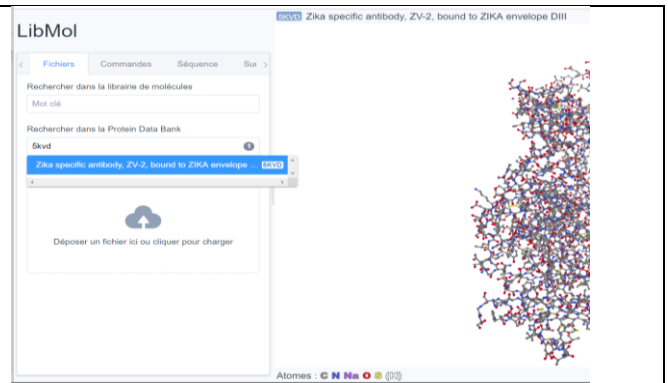 5KVD Zika specific antibody, ZV-2, bound to ZIKA envelope DIII
LibMol
Fichiers Commandes Séquence Sur
Rechercher dans la librairie de molécules
Mot clé
Rechercher dans la Protein Data Bank
5kvd 1
Zika specific antibody, ZV-2, bound to ZIKA envelope ... 5KVD
Déposer un fichier ici ou cliquer pour charger
Atomes : C N Na O S (H)